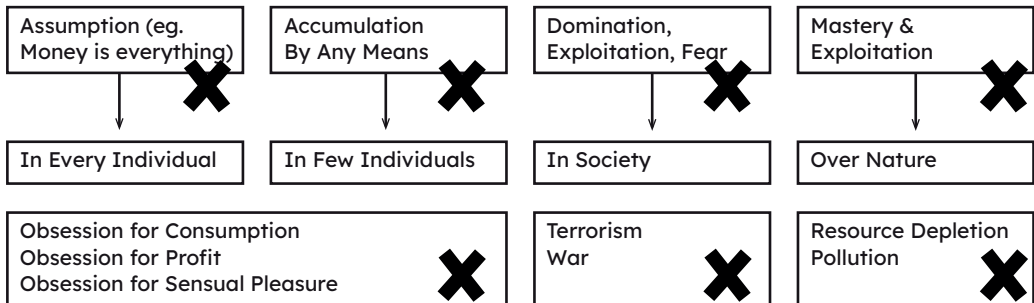 Assumption (eg.
Money is everything)
Accumulation
By Any Means
Domination,
Exploitation, Fear
Mastery &
Exploitation
In Every Individual
In Few Individuals
In Society
Over Nature
Obsession for Consumption
Obsession for Profit
Obsession for Sensual Pleasure
Terrorism
War
Resource Depletion
Pollution